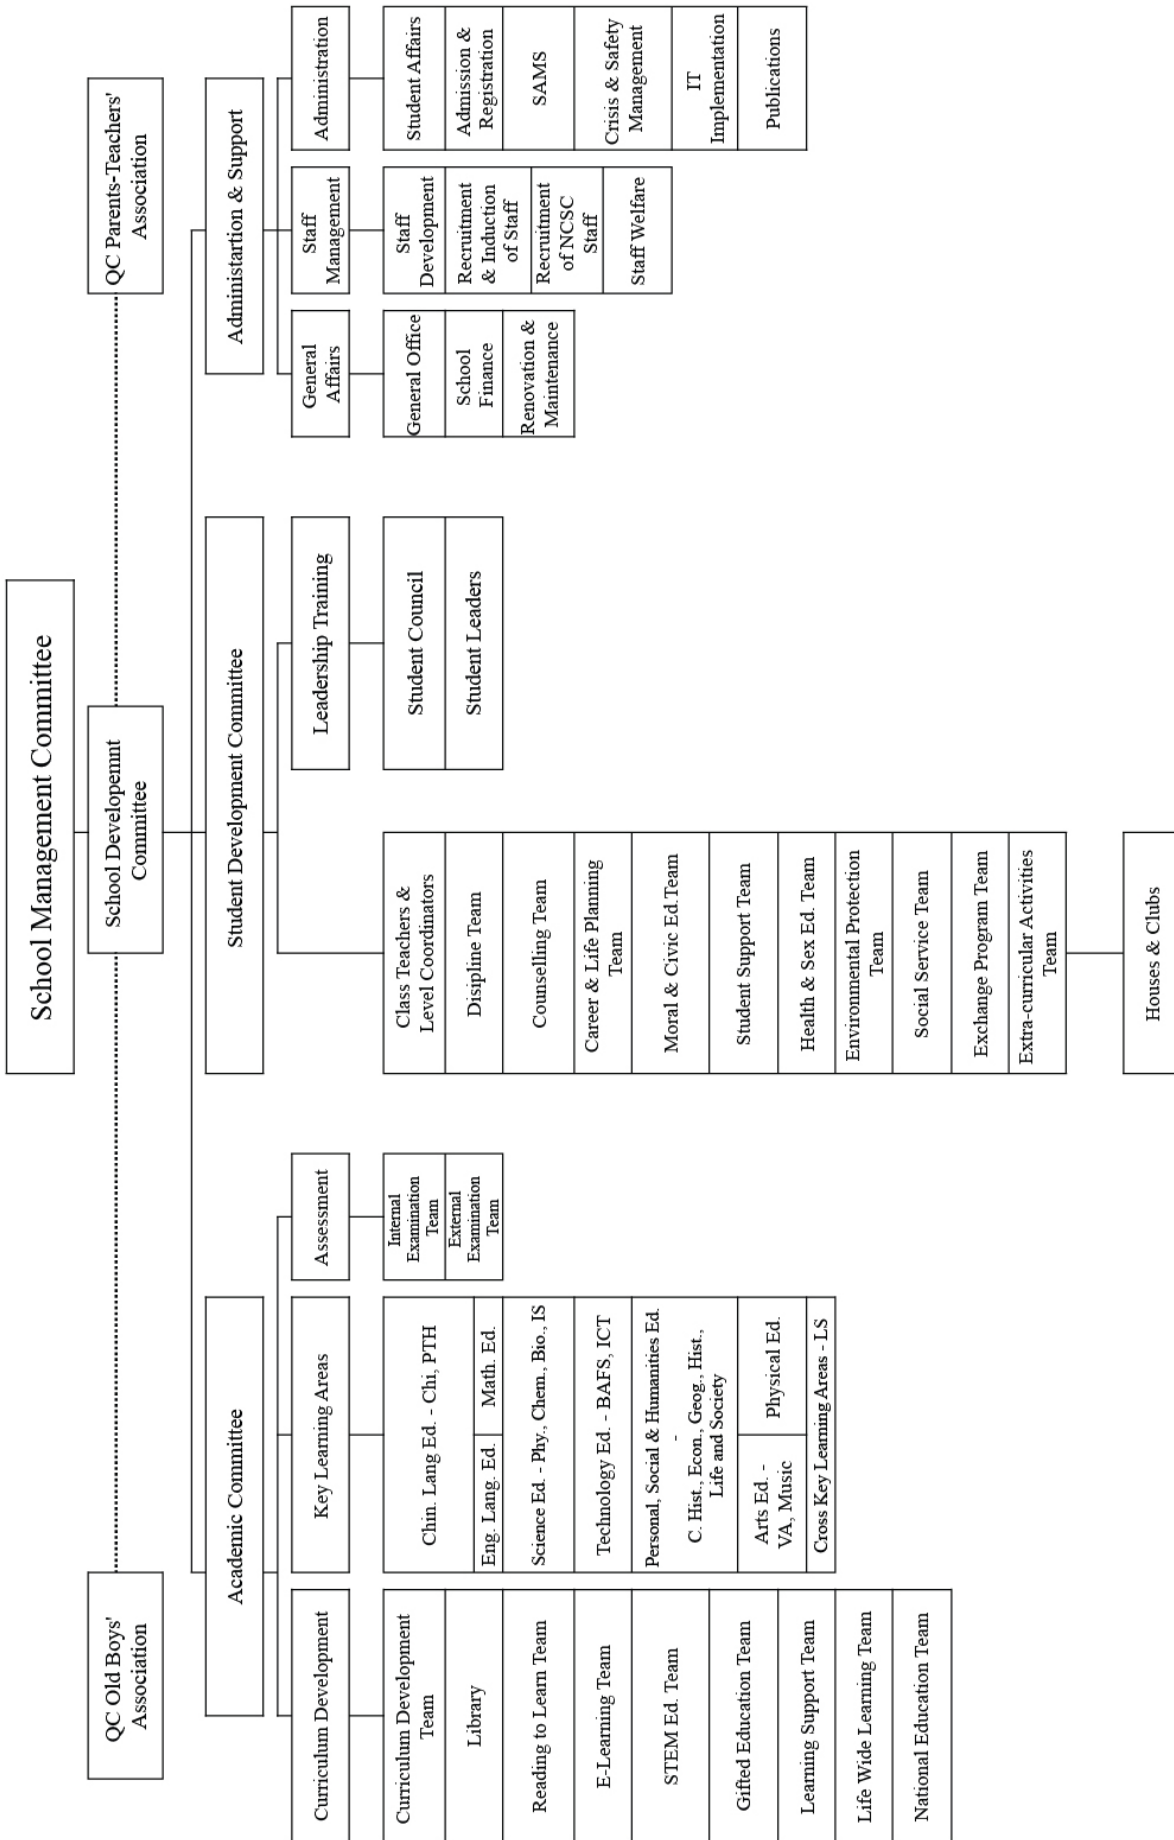 School Management Committee
QC Old Boys'
Association
School Developemnt
Committee
QC Parents-Teachers'
Association
Academic Committee
Student Development Committee
Administartion & Support
Curriculum Development
Key Learning Areas
Assessment
Leadership Training
General
Affairs
Staff
Management
Administration
Curriculum Development
Team
Library
Reading to Learn Team
E-Learning Team
STEM Ed. Team
Gifted Education Team
Learning Support Team
Life Wide Learning Team
National Education Team
Chin. Lang Ed. - Chi, PTH
Eng. Lang. Ed.
Math. Ed.
Science Ed. - Phy., Chem., Bio., IS
Technology Ed. - BAFS, ICT
Personal, Social & Humanities Ed.
-
C. Hist., Econ., Geog., Hist.,
Life and Society
Arts Ed. -
VA, Music
Physical Ed.
Cross Key Learning Areas - LS
Internal
Examination
Team
External
Examination
Team
Class Teachers &
Level Coordinators
Disipline Team
Counselling Team
Career & Life Planning
Team
Moral & Civic Ed.Team
Student Support Team
Health & Sex Ed. Team
Environmental Protection
Team
Social Service Team
Exchange Program Team
Extra-curricular Activities
Team
Houses & Clubs
Student Council
Student Leaders
General Office
School
Finance
Renovation &
Maintenance
Staff
Development
Recruitment
& Induction
of Staff
Recruitment
of NCSC
Staff
Staff Welfare
Student Affairs
Admission &
Registration
SAMS
Crisis & Safety
Management
IT
Implementation
Publications